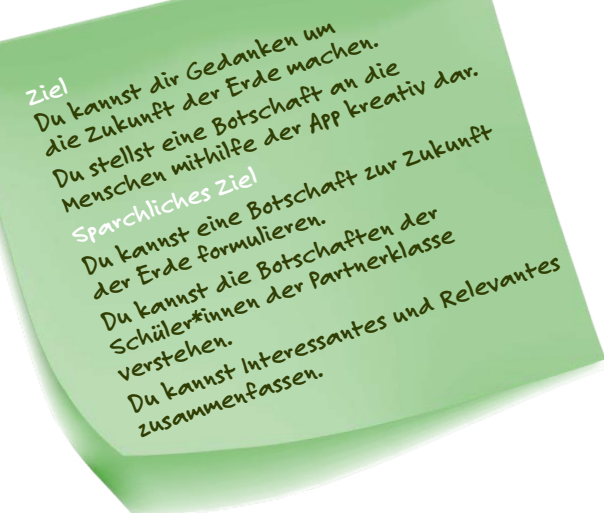 Ziel
Du kannst dir Gedanken um
die Zukunft der Erde machen.
Du stellst eine Botschaft an die
Menschen mithilfe der App kreativ dar.
Sparchliches Ziel
Du kannst eine Botschaft zur Zukunft
der Erde formulieren.
Du kannst die Botschaften der
Schüler*innen der Partnerklasse
verstehen.
Du kannst Interessantes und Relevantes
zusammenfassen.